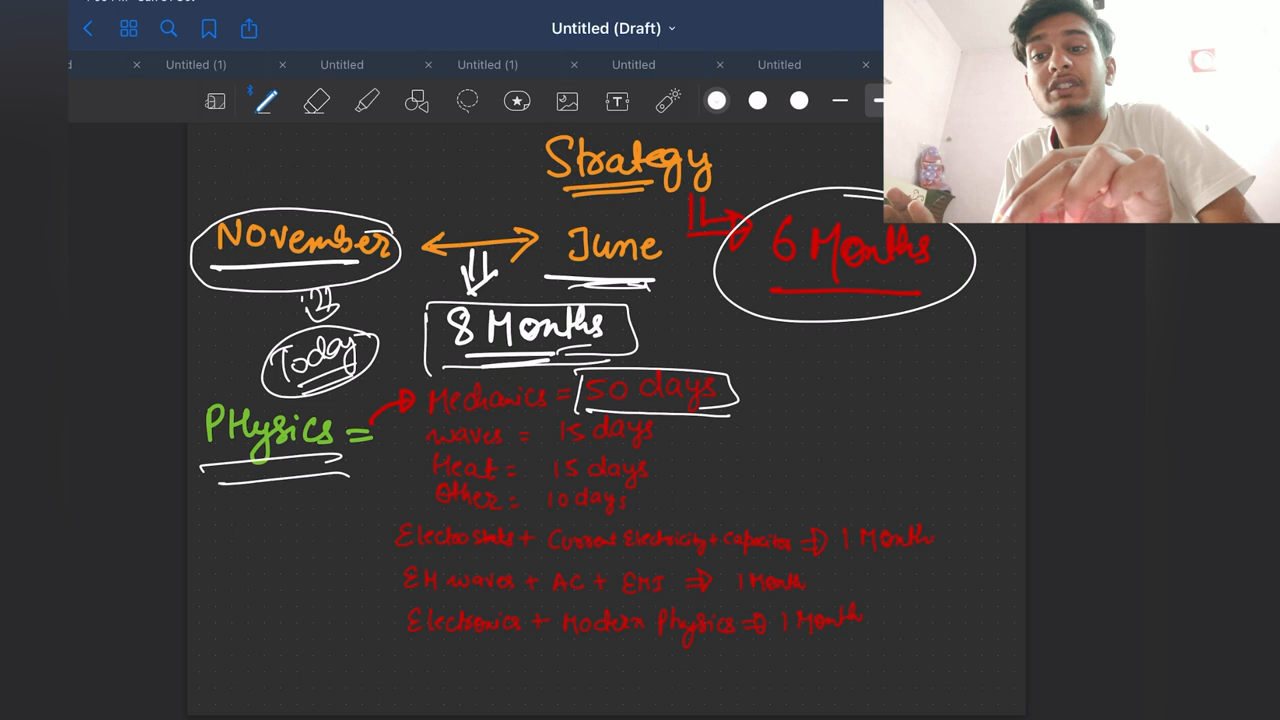 Untitled (Draft)
Untitled (1)
Untitled
Untitled (1)
Untitled
Untitled
Strategy
November
June
6 Months
8 Months
Today
Mechanics = 50 days
PHysics =
waves = 15 days
Heat = 15 days
Other = 10 days
Electrostats + Current Electricity + Capacitor ⇒ 1 Month
EM waves + AC + EMI ⇒ 1 Month
Electronics + Modern Physics ⇒ 1 Month